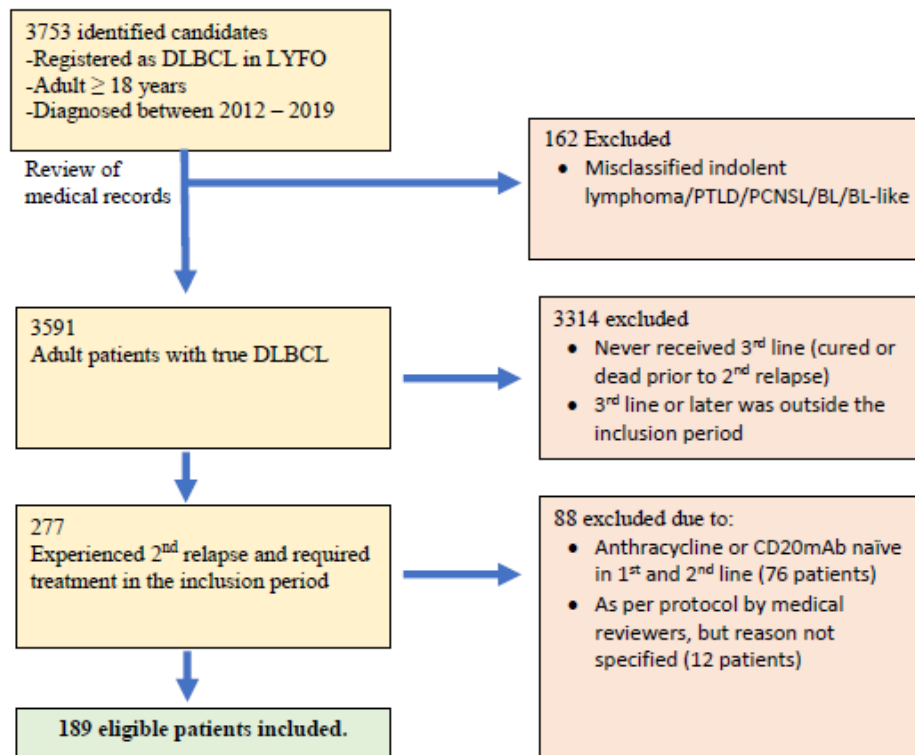 3753 identified candidates
-Registered as DLBCL in LYFO
-Adult ≥ 18 years
-Diagnosed between 2012 – 2019
Review of
medical records
162 Excluded
• Misclassified indolent
lymphoma/PTLD/PCNSL/BL/BL-like
3591
Adult patients with true DLBCL
3314 excluded
• Never received 3rd line (cured or
dead prior to 2nd relapse)
• 3rd line or later was outside the
inclusion period
277
Experienced 2nd relapse and required
treatment in the inclusion period
88 excluded due to:
• Anthracycline or CD20mAb naïve
in 1st and 2nd line (76 patients)
• As per protocol by medical
reviewers, but reason not
specified (12 patients)
189 eligible patients included.